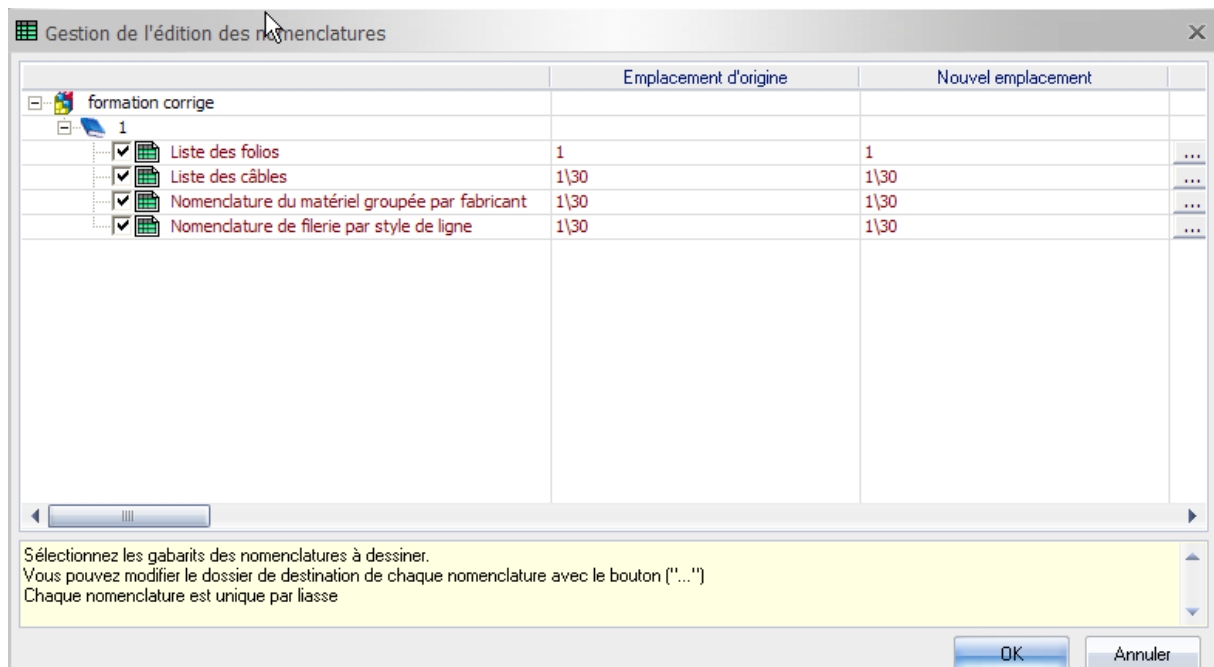 Gestion de l'édition des nomenclatures
Emplacement d'origine Nouvel emplacement
formation corrige
1
Liste des folios 1 1 ...
Liste des câbles 1\30 1\30 ...
Nomenclature du matériel groupée par fabricant 1\30 1\30 ...
Nomenclature de filerie par style de ligne 1\30 1\30 ...
Sélectionnez les gabarits des nomenclatures à dessiner.
Vous pouvez modifier le dossier de destination de chaque nomenclature avec le bouton ("...")
Chaque nomenclature est unique par liasse
OK Annuler